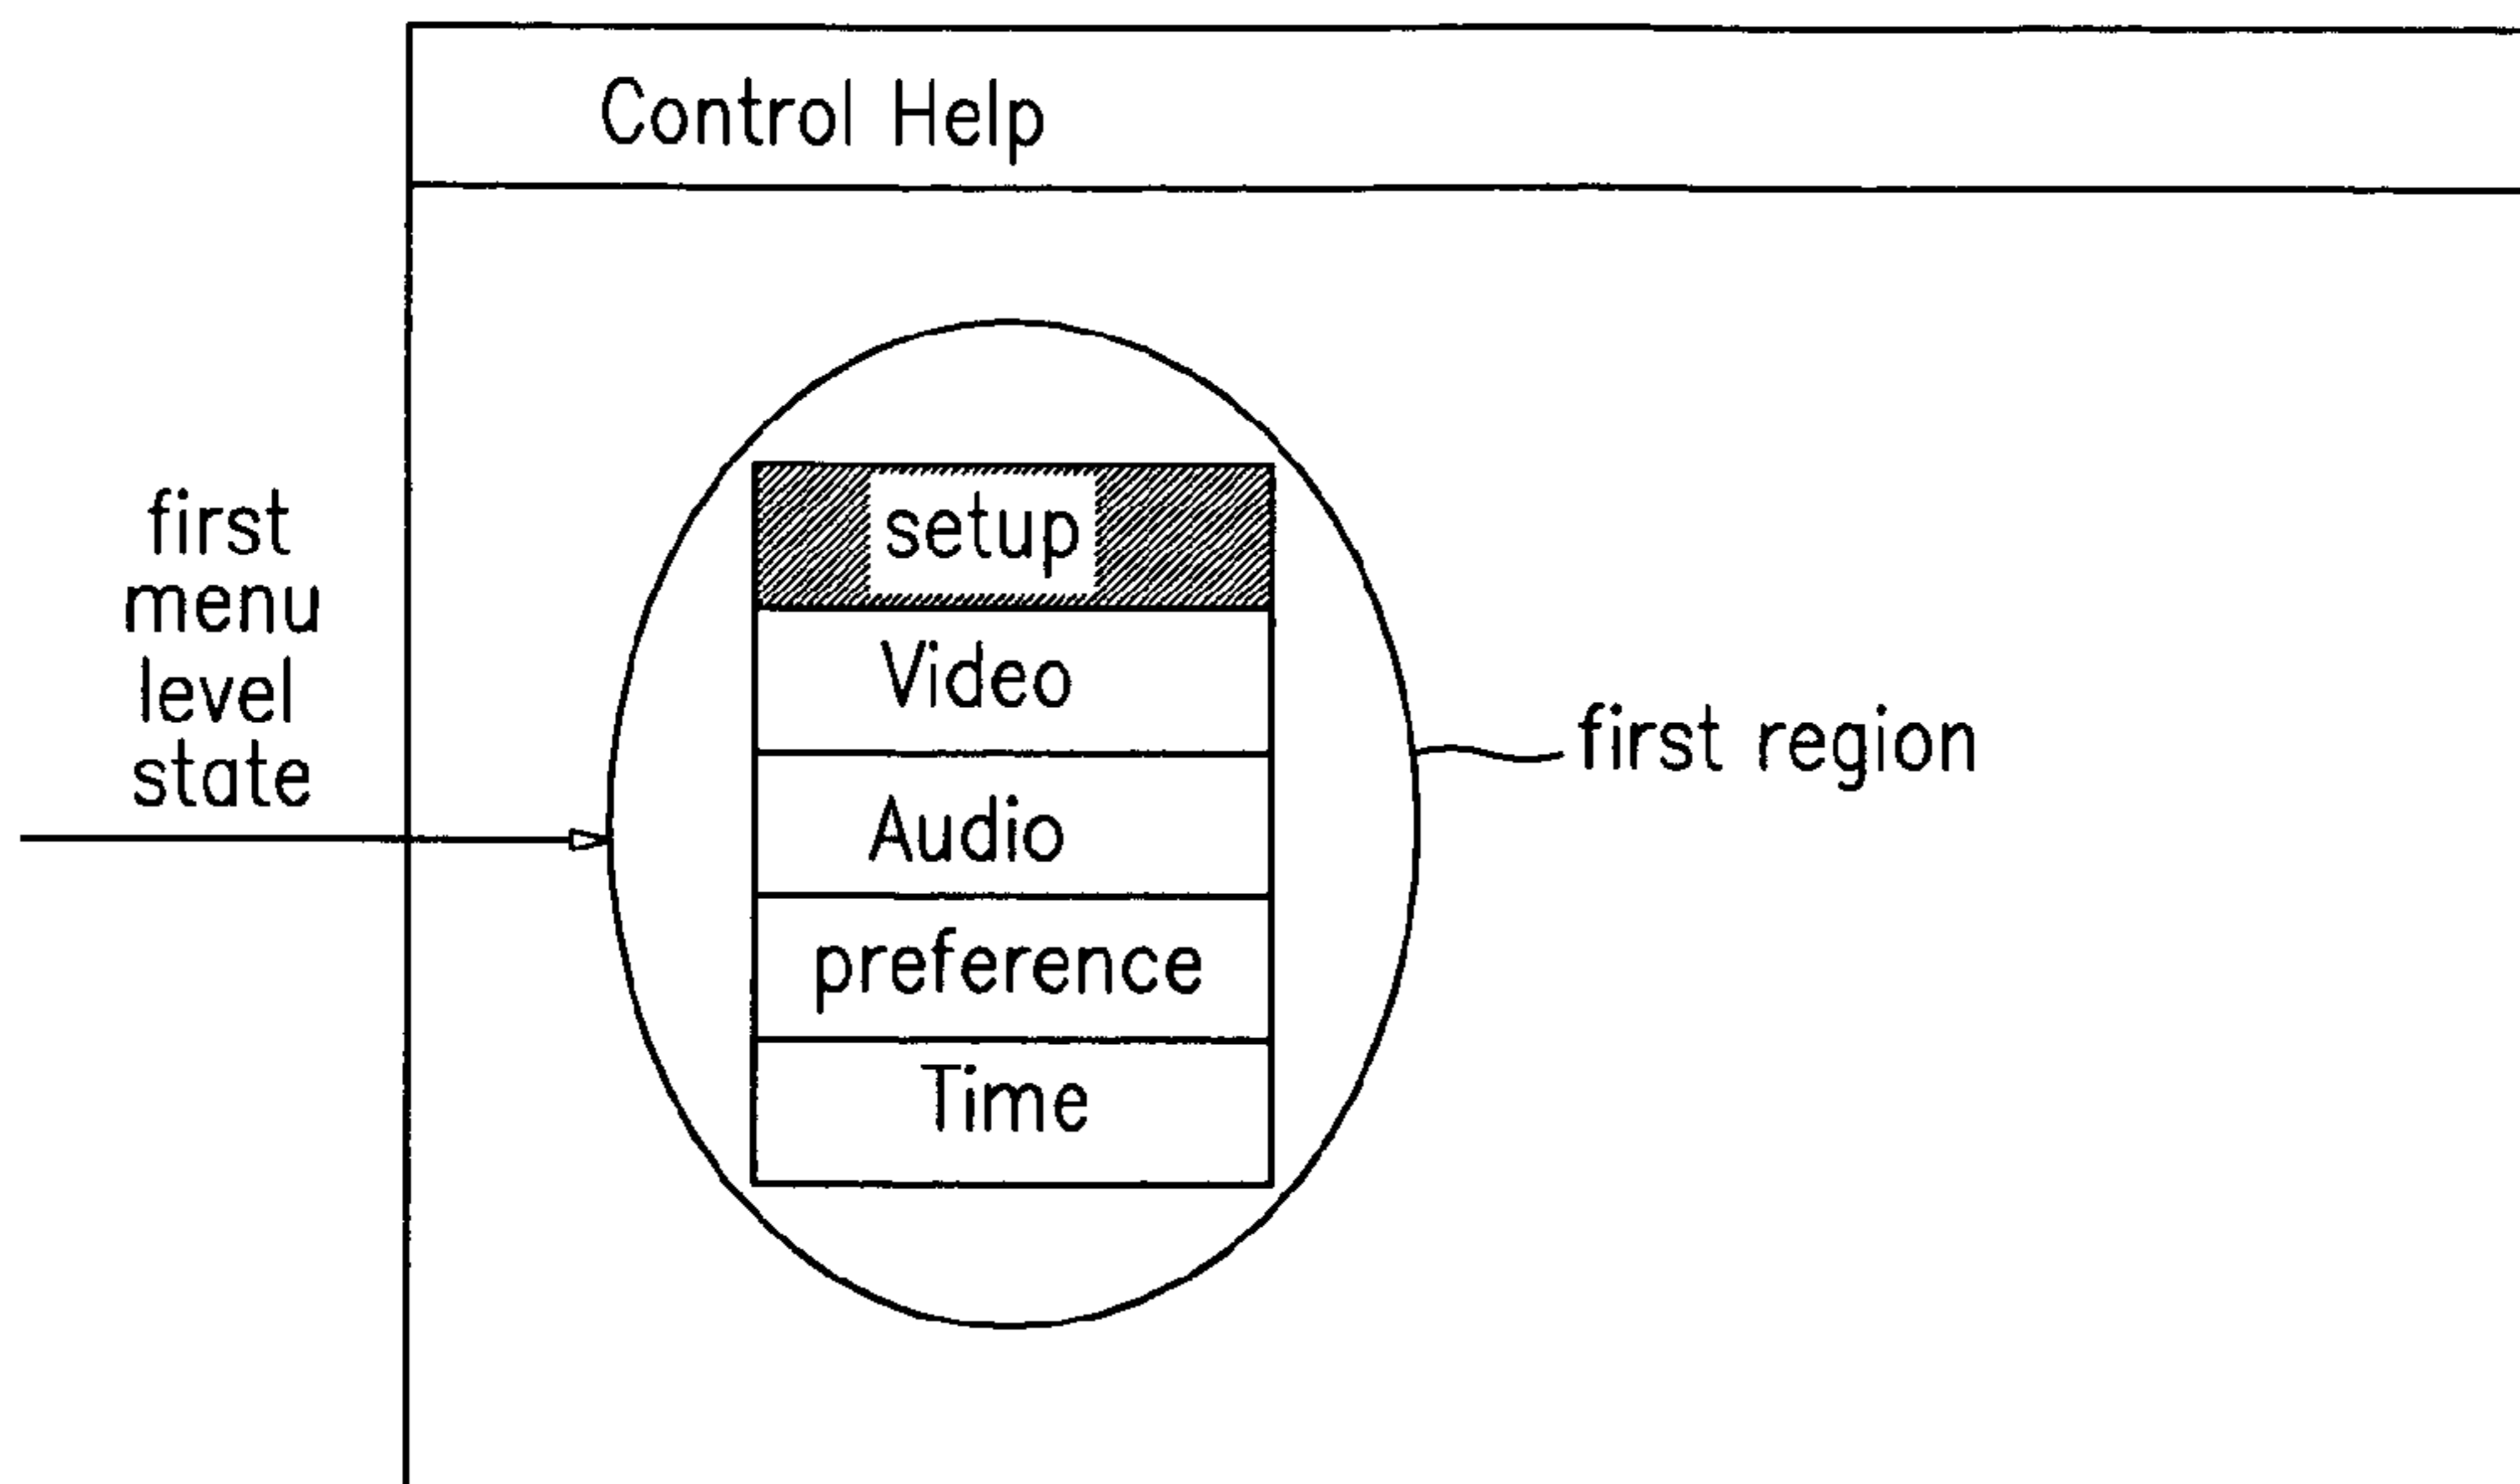 Control Help
first
menu
level
state
setup
Video
Audio
preference
Time
first region